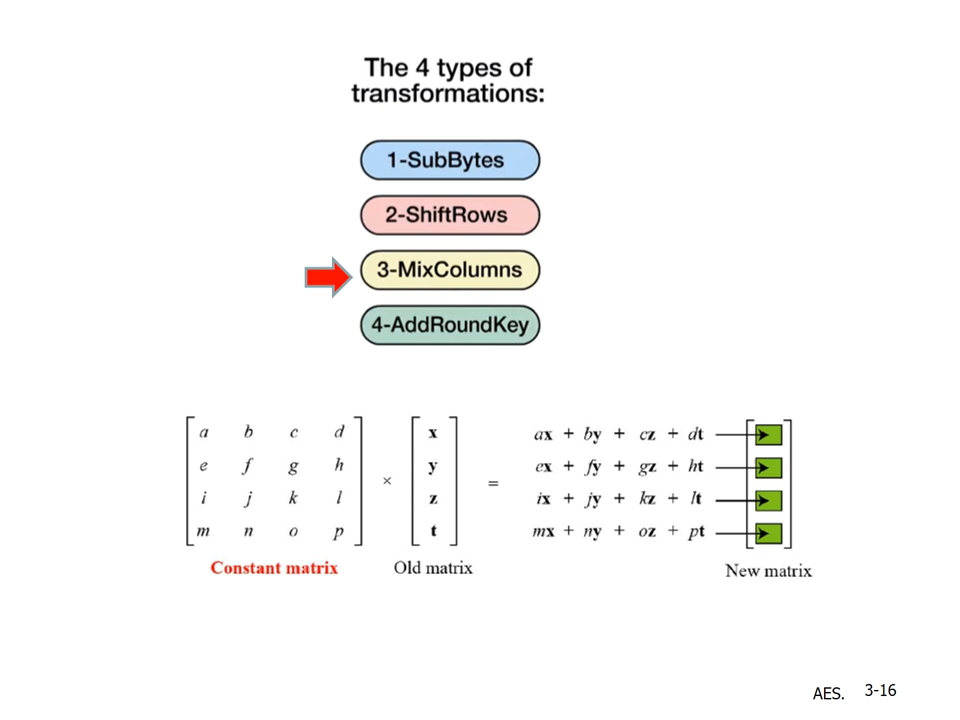 The 4 types of
transformations:
1-SubBytes
2-ShiftRows
3-MixColumns
4-AddRoundKey
a b c d x ax + by + cz + dt
e f g h y ex + fy + gz + ht
× =
i j k l z ix + jy + kz + lt
m n o p t mx + ny + oz + pt
Constant matrix Old matrix New matrix
AES. 3-16